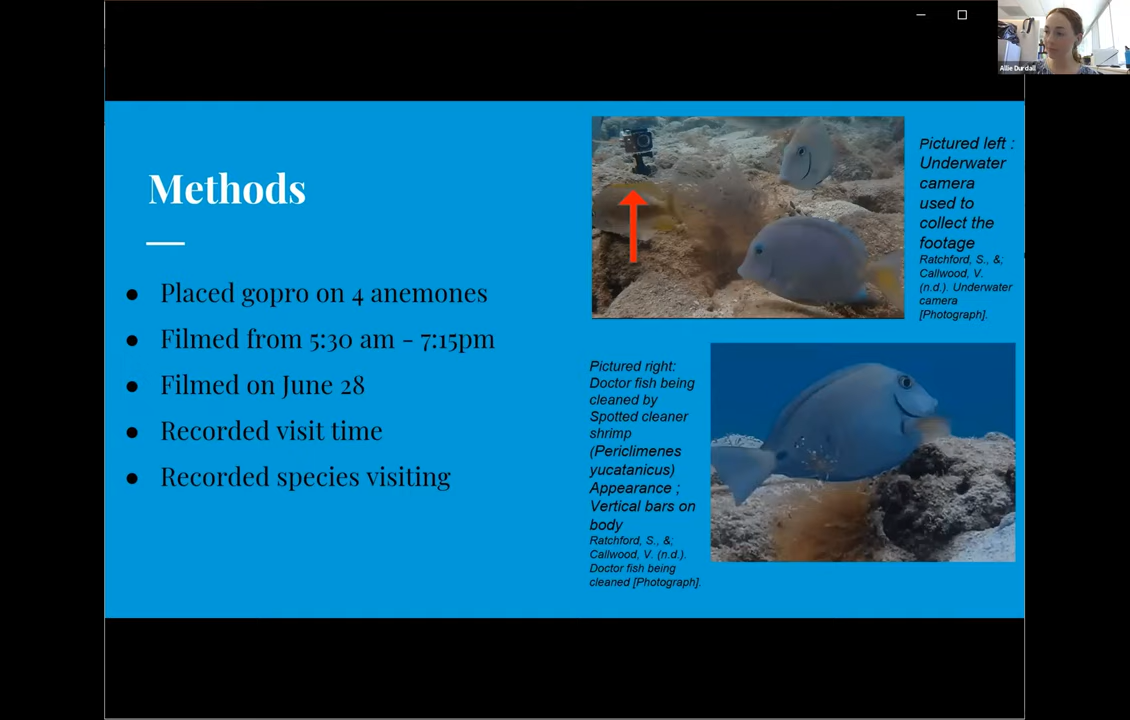 Allie Durdall
Methods
● Placed gopro on 4 anemones
● Filmed from 5:30 am - 7:15pm
● Filmed on June 28
● Recorded visit time
● Recorded species visiting
Pictured left :
Underwater
camera
used to
collect the
footage
Ratchford, S., &;
Callwood, V.
(n.d.). Underwater
camera
[Photograph].
Pictured right:
Doctor fish being
cleaned by
Spotted cleaner
shrimp
(Periclimenes
yucatanicus)
Appearance ;
Vertical bars on
body
Ratchford, S., &;
Callwood, V. (n.d.).
Doctor fish being
cleaned [Photograph].